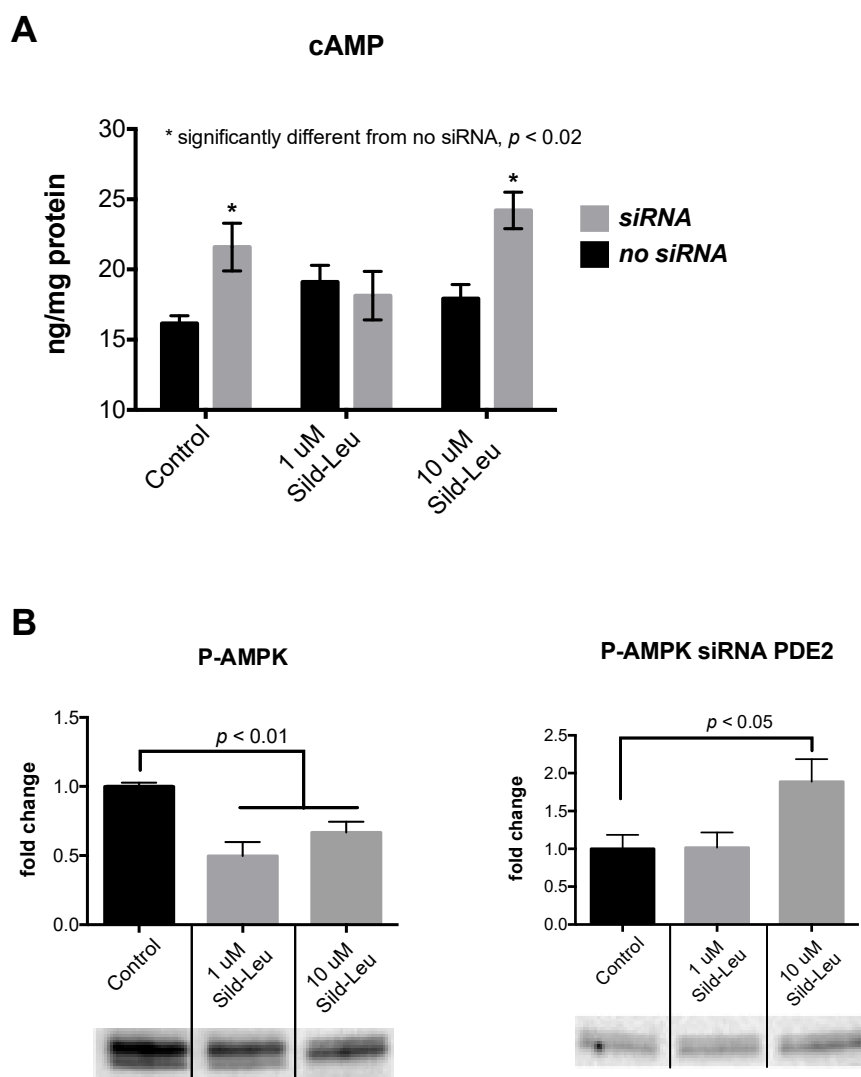 A
cAMP
* significantly different from no siRNA, p < 0.02
30
25
20
15
10
ng/mg protein
*
*
siRNA
no siRNA
Control
1 uM
Sild-Leu
10 uM
Sild-Leu
B
P-AMPK
1.5
1.0
0.5
0.0
fold change
p < 0.01
Control
1 uM
Sild-Leu
10 uM
Sild-Leu
P-AMPK siRNA PDE2
2.5
2.0
1.5
1.0
0.5
0.0
fold change
p < 0.05
Control
1 uM
Sild-Leu
10 uM
Sild-Leu